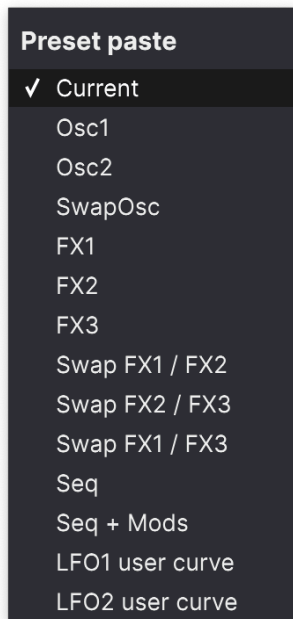 Preset paste
✓ Current
Osc1
Osc2
SwapOsc
FX1
FX2
FX3
Swap FX1 / FX2
Swap FX2 / FX3
Swap FX1 / FX3
Seq
Seq + Mods
LFO1 user curve
LFO2 user curve